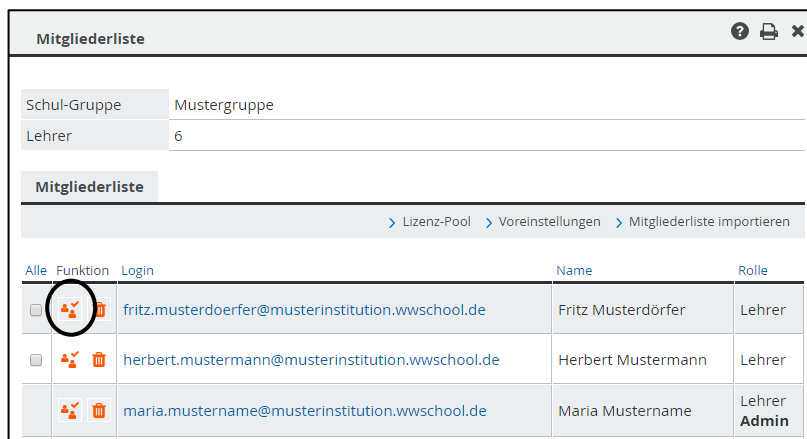 Mitgliederliste
Schul-Gruppe Mustergruppe
Lehrer 6
Mitgliederliste
> Lizenz-Pool > Voreinstellungen > Mitgliederliste importieren
Alle Funktion Login Name Rolle
fritz.musterdoerfer@musterinstitution.wwschool.de Fritz Musterdörfer Lehrer
herbert.mustermann@musterinstitution.wwschool.de Herbert Mustermann Lehrer
maria.mustername@musterinstitution.wwschool.de Maria Mustername Lehrer
Admin